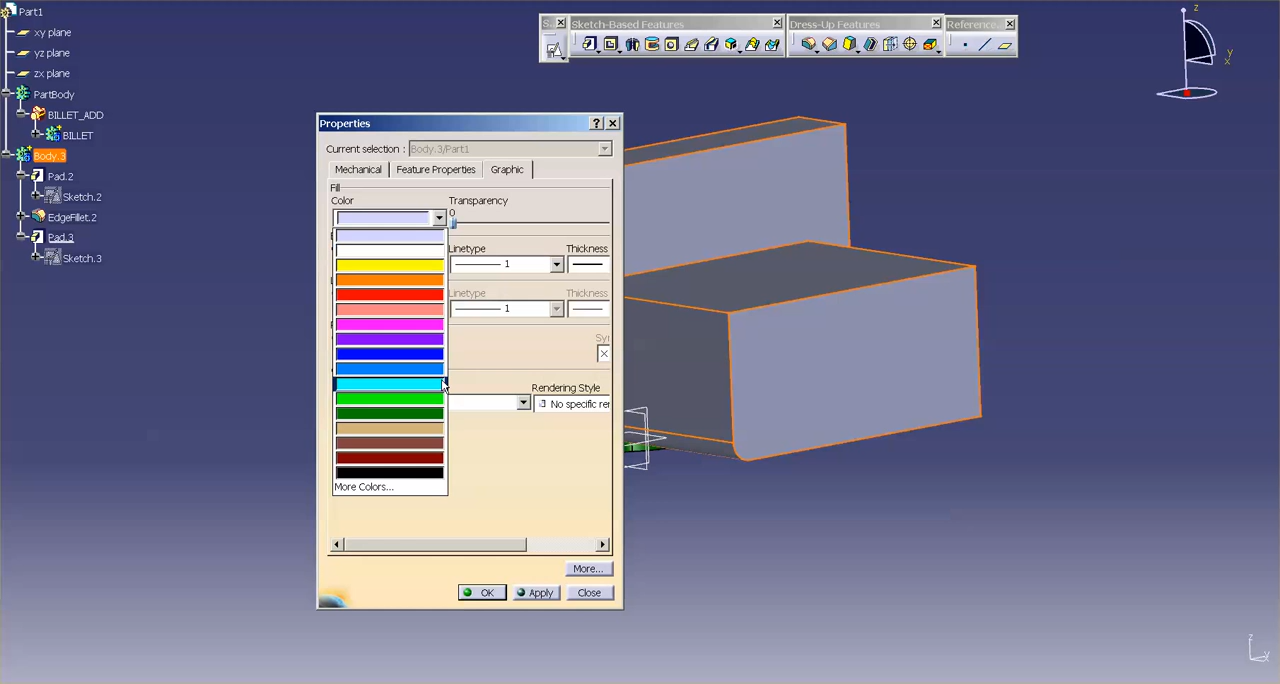 Part1
xy plane
yz plane
zx plane
PartBody
BILLET_ADD
BILLET
Body.3
Pad.2
Sketch.2
EdgeFillet.2
Pad.3
Sketch.3
S...
Sketch-Based Features
Dress-Up Features
Reference
z
y
x
Properties
Current selection : Body.3/Part1
Mechanical Feature Properties Graphic
Fill
Color Transparency
0
Linetype Thickness
1
Linetype Thickness
1
Syr
Rendering Style
No specific rer
More Colors...
More...
OK Apply Close
z
y